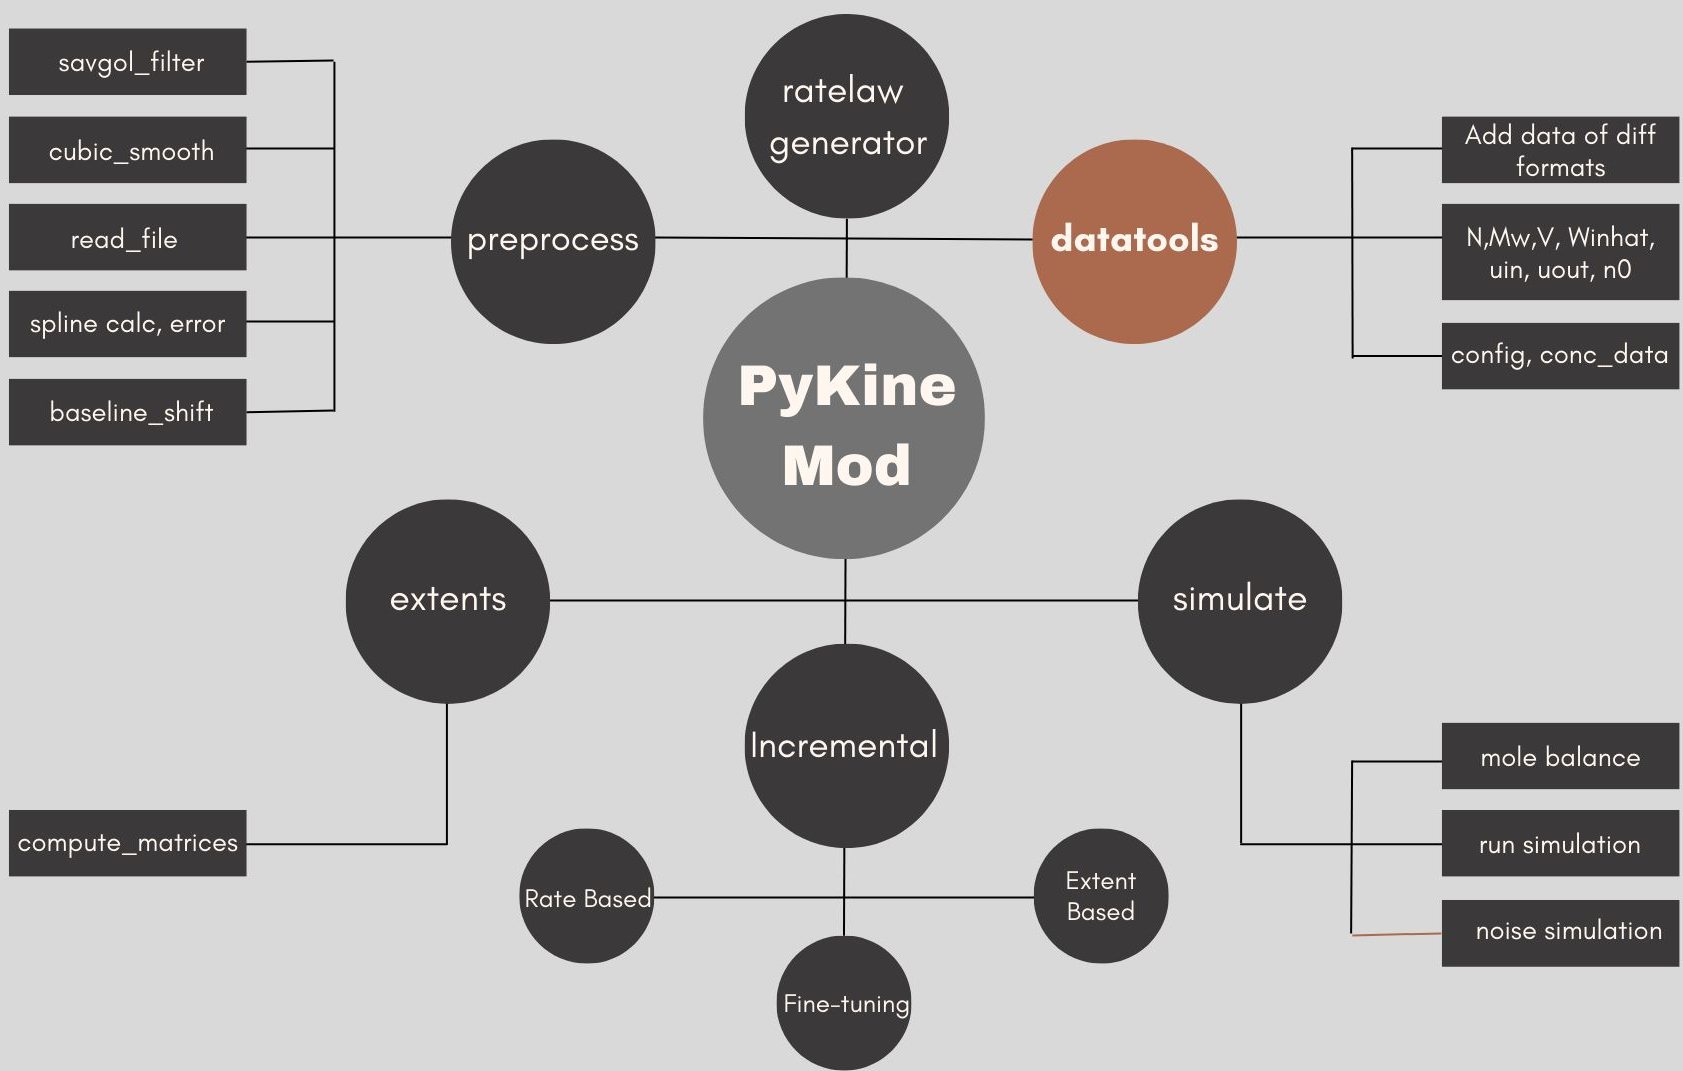 savgol_filter
cubic_smooth
read_file
spline calc, error
baseline_shift
preprocess
ratelaw
generator
datatools
Add data of diff
formats
N,Mw,V, Winhat,
uin, uout, n0
config, conc_data
PyKine
Mod
extents
simulate
Incremental
compute_matrices
Rate Based
Extent
Based
Fine-tuning
mole balance
run simulation
noise simulation